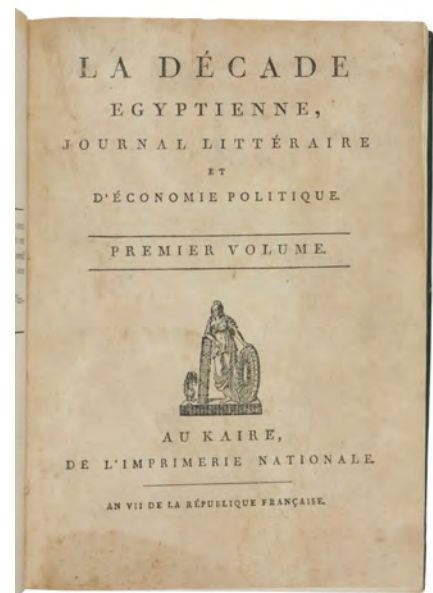 LA DÉCADE
EGYPTIENNE,
JOURNAL LITTÉRAIRE
ET
D'ÉCONOMIE POLITIQUE.
PREMIER VOLUME.
AU KAIRE,
DE L'IMPRIMERIE NATIONALE.
AN VII DE LA RÉPUBLIQUE FRANÇAISE.